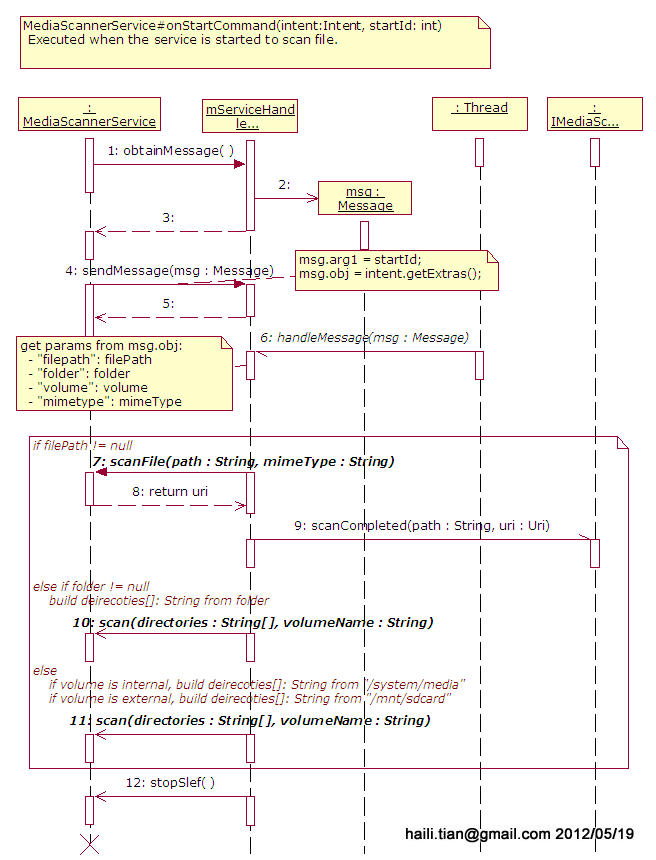 MediaScannerService#onStartCommand(intent:Intent, startId: int)
Executed when the service is started to scan file.
:
MediaScannerService
mServiceHand
le...
: Thread
:
IMediaSc...
1: obtainMessage( )
2:
msg :
Message
3:
msg.arg1 = startId;
msg.obj = intent.getExtras();
4: sendMessage(msg : Message)
5:
6: handleMessage(msg : Message)
get params from msg.obj:
- "filepath": filePath
- "folder": folder
- "volume": volume
- "mimetype": mimeType
if filePath != null
7: scanFile(path : String, mimeType : String)
8: return uri
9: scanCompleted(path : String, uri : Uri)
else if folder != null
build deirecoties[]: String from folder
10: scan(directories : String[], volumeName : String)
else
if volume is internal, build deirecoties[]: String from "/system/media"
if volume is external, build deirecoties[]: String from "/mnt/sdcard"
11: scan(directories : String[], volumeName : String)
12: stopSlef( )
haili.tian@gmail.com 2012/05/19